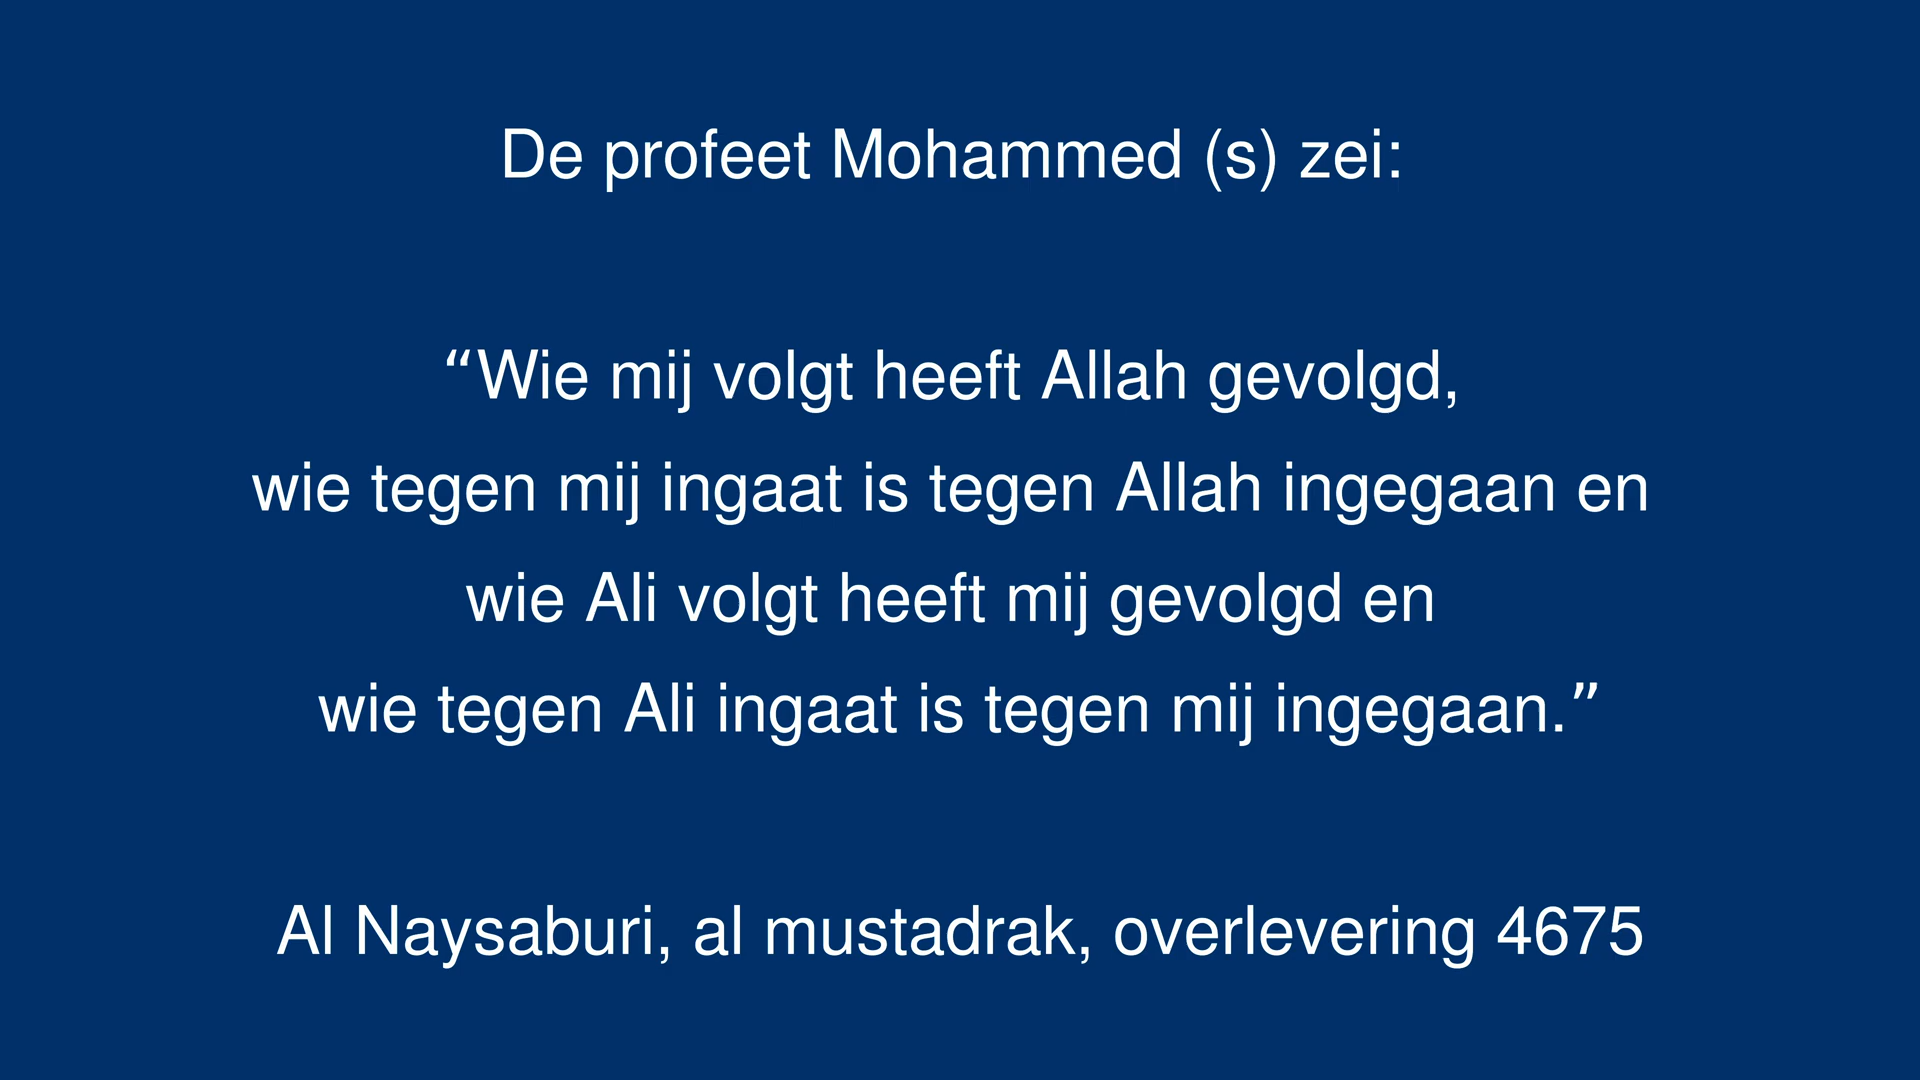 De profeet Mohammed (s) zei:
“Wie mij volgt heeft Allah gevolgd,
wie tegen mij ingaat is tegen Allah ingegaan en
wie Ali volgt heeft mij gevolgd en
wie tegen Ali ingaat is tegen mij ingegaan.”
Al Naysaburi, al mustadrak, overlevering 4675